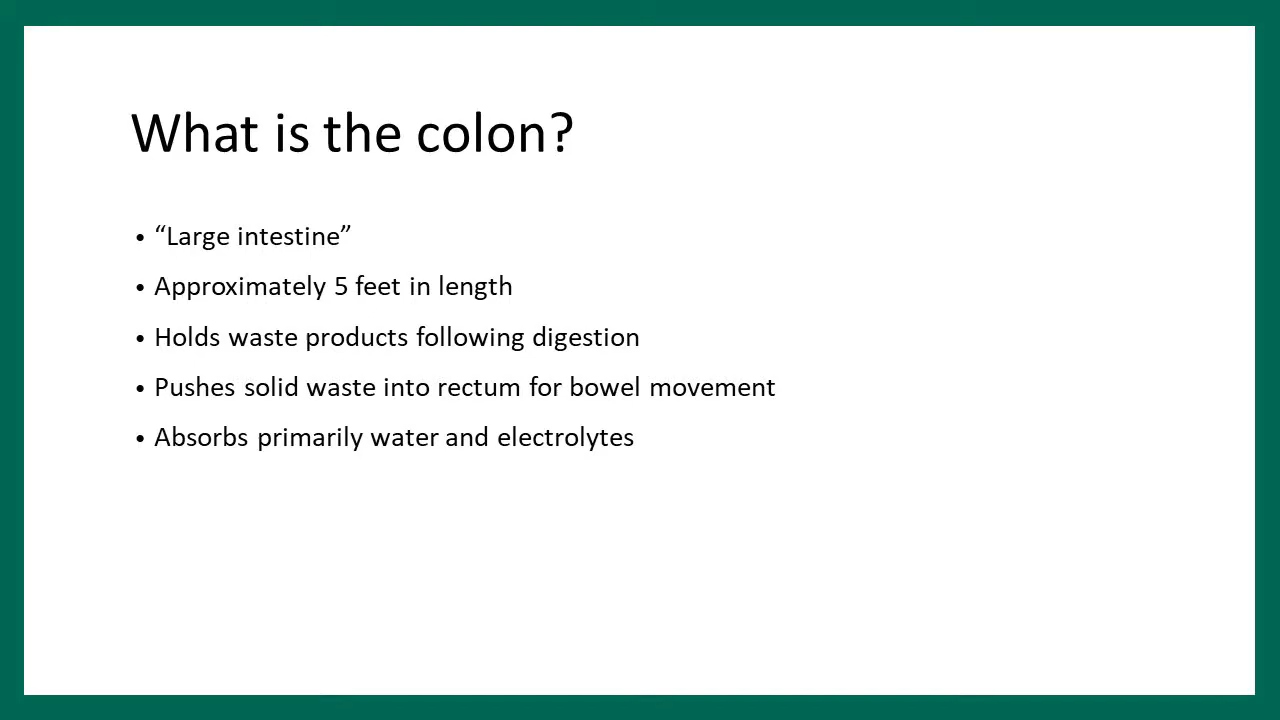 What is the colon?
• “Large intestine”
• Approximately 5 feet in length
• Holds waste products following digestion
• Pushes solid waste into rectum for bowel movement
• Absorbs primarily water and electrolytes